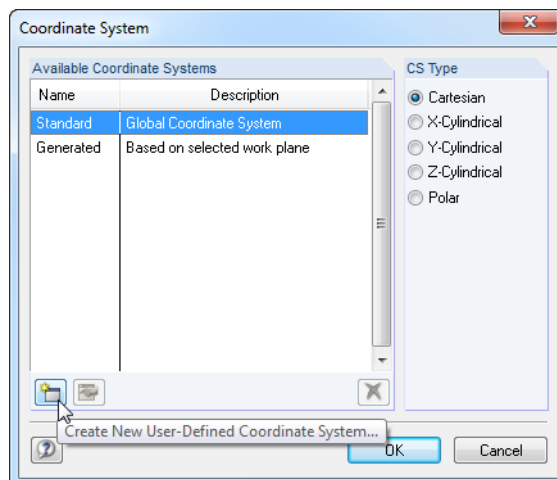 Coordinate System
Available Coordinate Systems
Name Description
Standard Global Coordinate System
Generated Based on selected work plane
CS Type
Cartesian
X-Cylindrical
Y-Cylindrical
Z-Cylindrical
Polar
Create New User-Defined Coordinate System...
OK Cancel